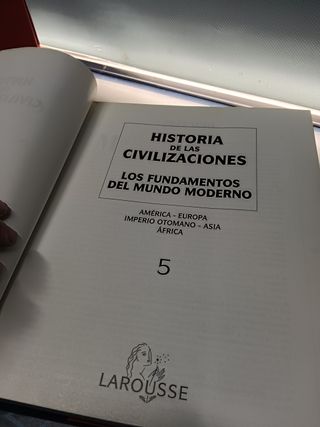 HISTORIA
DE LAS
CIVILIZACIONES
LOS FUNDAMENTOS
DEL MUNDO MODERNO
AMÉRICA - EUROPA
IMPERIO OTOMANO - ASIA
ÁFRICA
5
LAROUSSE